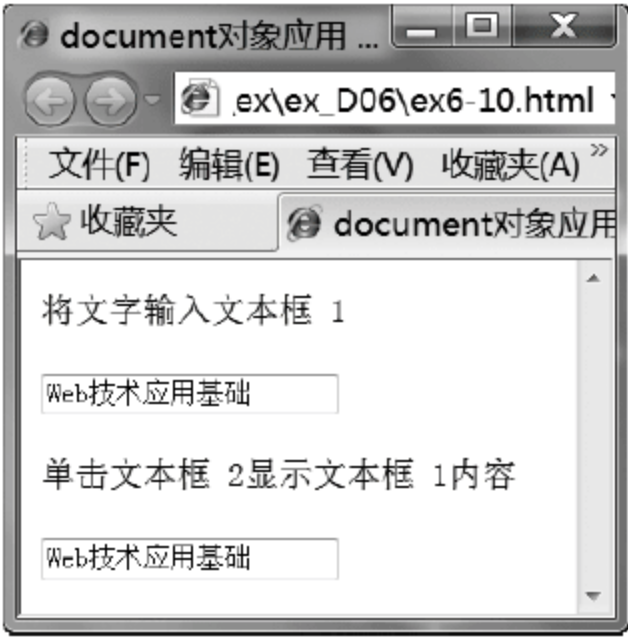 document对象应用 ...
_ex\ex_D06\ex6-10.html
文件(F) 编辑(E) 查看(V) 收藏夹(A) »
收藏夹 document对象应用
将文字输入文本框 1
Web技术应用基础
单击文本框 2显示文本框 1内容
Web技术应用基础